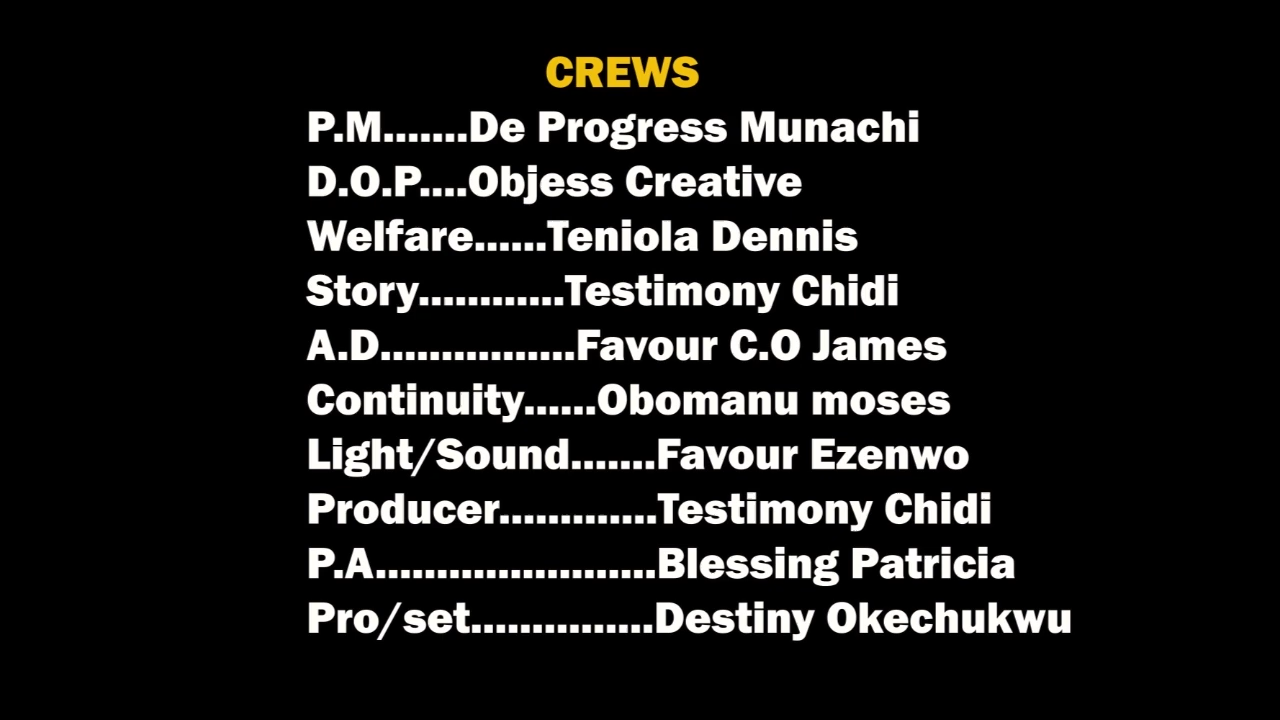 CREWS
P.M.......De Progress Munachi
D.O.P....Objess Creative
Welfare......Teniola Dennis
Story............Testimony Chidi
A.D................Favour C.O James
Continuity......Obomanu moses
Light/Sound.......Favour Ezenwo
Producer.............Testimony Chidi
P.A.......................Blessing Patricia
Pro/set...............Destiny Okechukwu